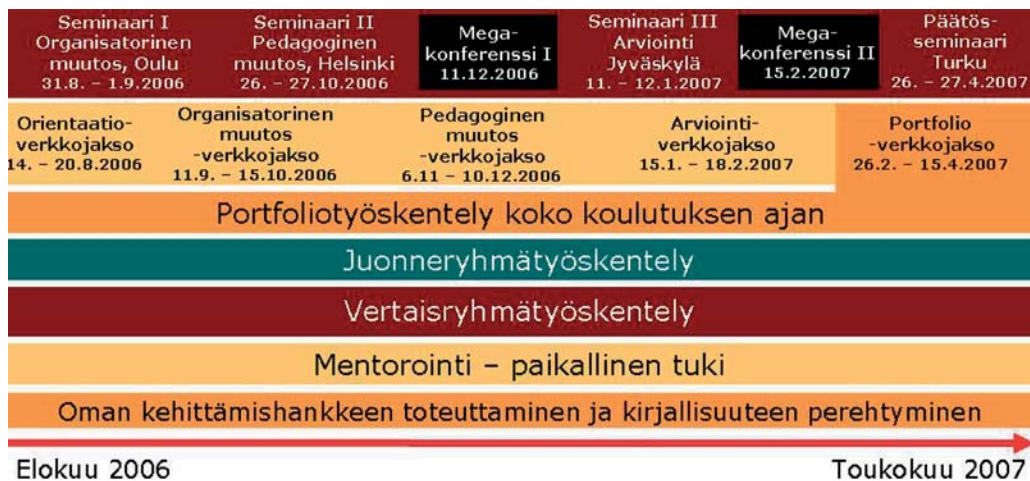 Seminaari I
Organisatorinen
muutos, Oulu
31.8. – 1.9.2006
Seminaari II
Pedagoginen
muutos, Helsinki
26. – 27.10.2006
Mega-
konferenssi I
11.12.2006
Seminaari III
Arviointi
Jyväskylä
11. – 12.1.2007
Mega-
konferenssi II
15.2.2007
Päätös-
seminaari
Turku
26. – 27.4.2007
Orientaatio-
verkkojakso
14. – 20.8.2006
Organisatorinen
muutos
-verkkojakso
11.9. – 15.10.2006
Pedagoginen
muutos
-verkkojakso
6.11 – 10.12.2006
Arviointi-
verkkojakso
15.1. – 18.2.2007
Portfolio
-verkkojakso
26.2. – 15.4.2007
Portfoliotyöskentely koko koulutuksen ajan
Juonneryhmätyöskentely
Vertaisryhmätyöskentely
Mentorointi – paikallinen tuki
Oman kehittämishankkeen toteuttaminen ja kirjallisuuteen perehtyminen
Elokuu 2006
Toukokuu 2007